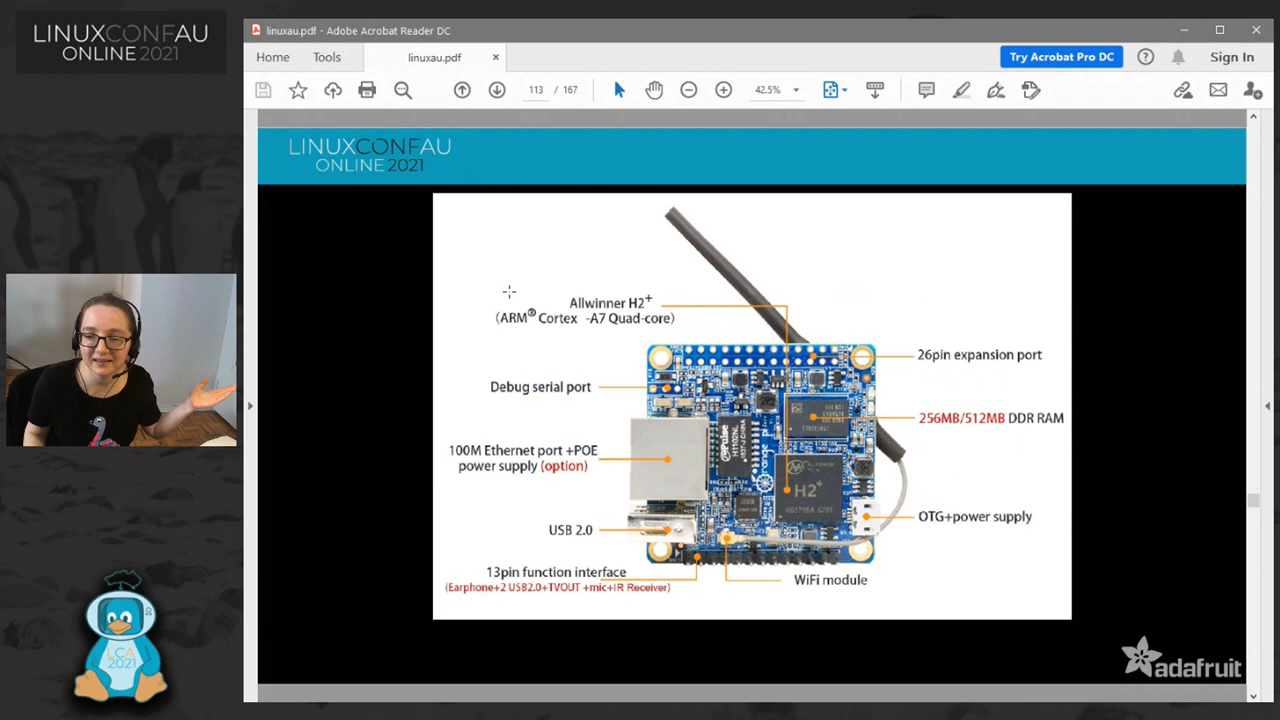 LINUXCONFAU
ONLINE 2021
linuxau.pdf - Adobe Acrobat Reader DC
Home
Tools
linuxau.pdf
×
Try Acrobat Pro DC
Sign In
113 / 167
42.5%
LINUXCONFAU
ONLINE 2021
Allwinner H2+
(ARM® Cortex -A7 Quad-core)
26pin expansion port
Debug serial port
256MB/512MB DDR RAM
100M Ethernet port +POE
power supply (option)
OTG+power supply
USB 2.0
13pin function interface
(Earphone+2 USB2.0+TVOUT +mic+IR Receiver)
WiFi module
H2+
range Pi
adafruit
LCA
2021